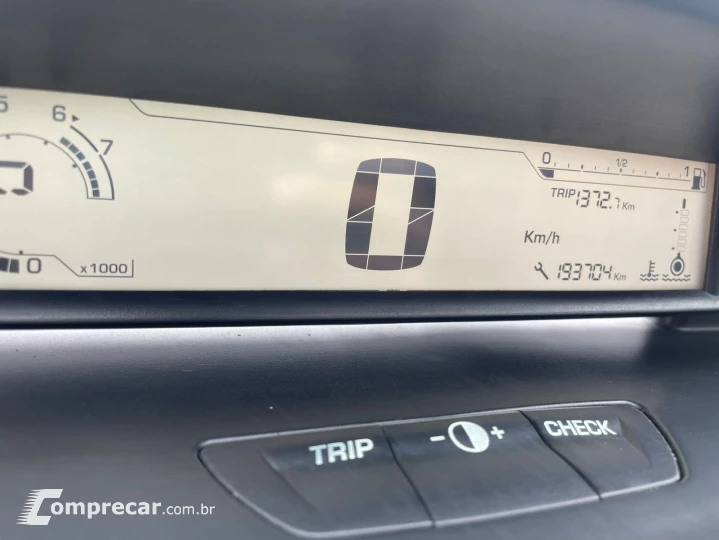 5
6
7
0
x1000
0
0 1/2 1
TRIP 1372.7 Km
Km/h
193704 Km
TRIP
- +
CHECK
Comprecar.com.br